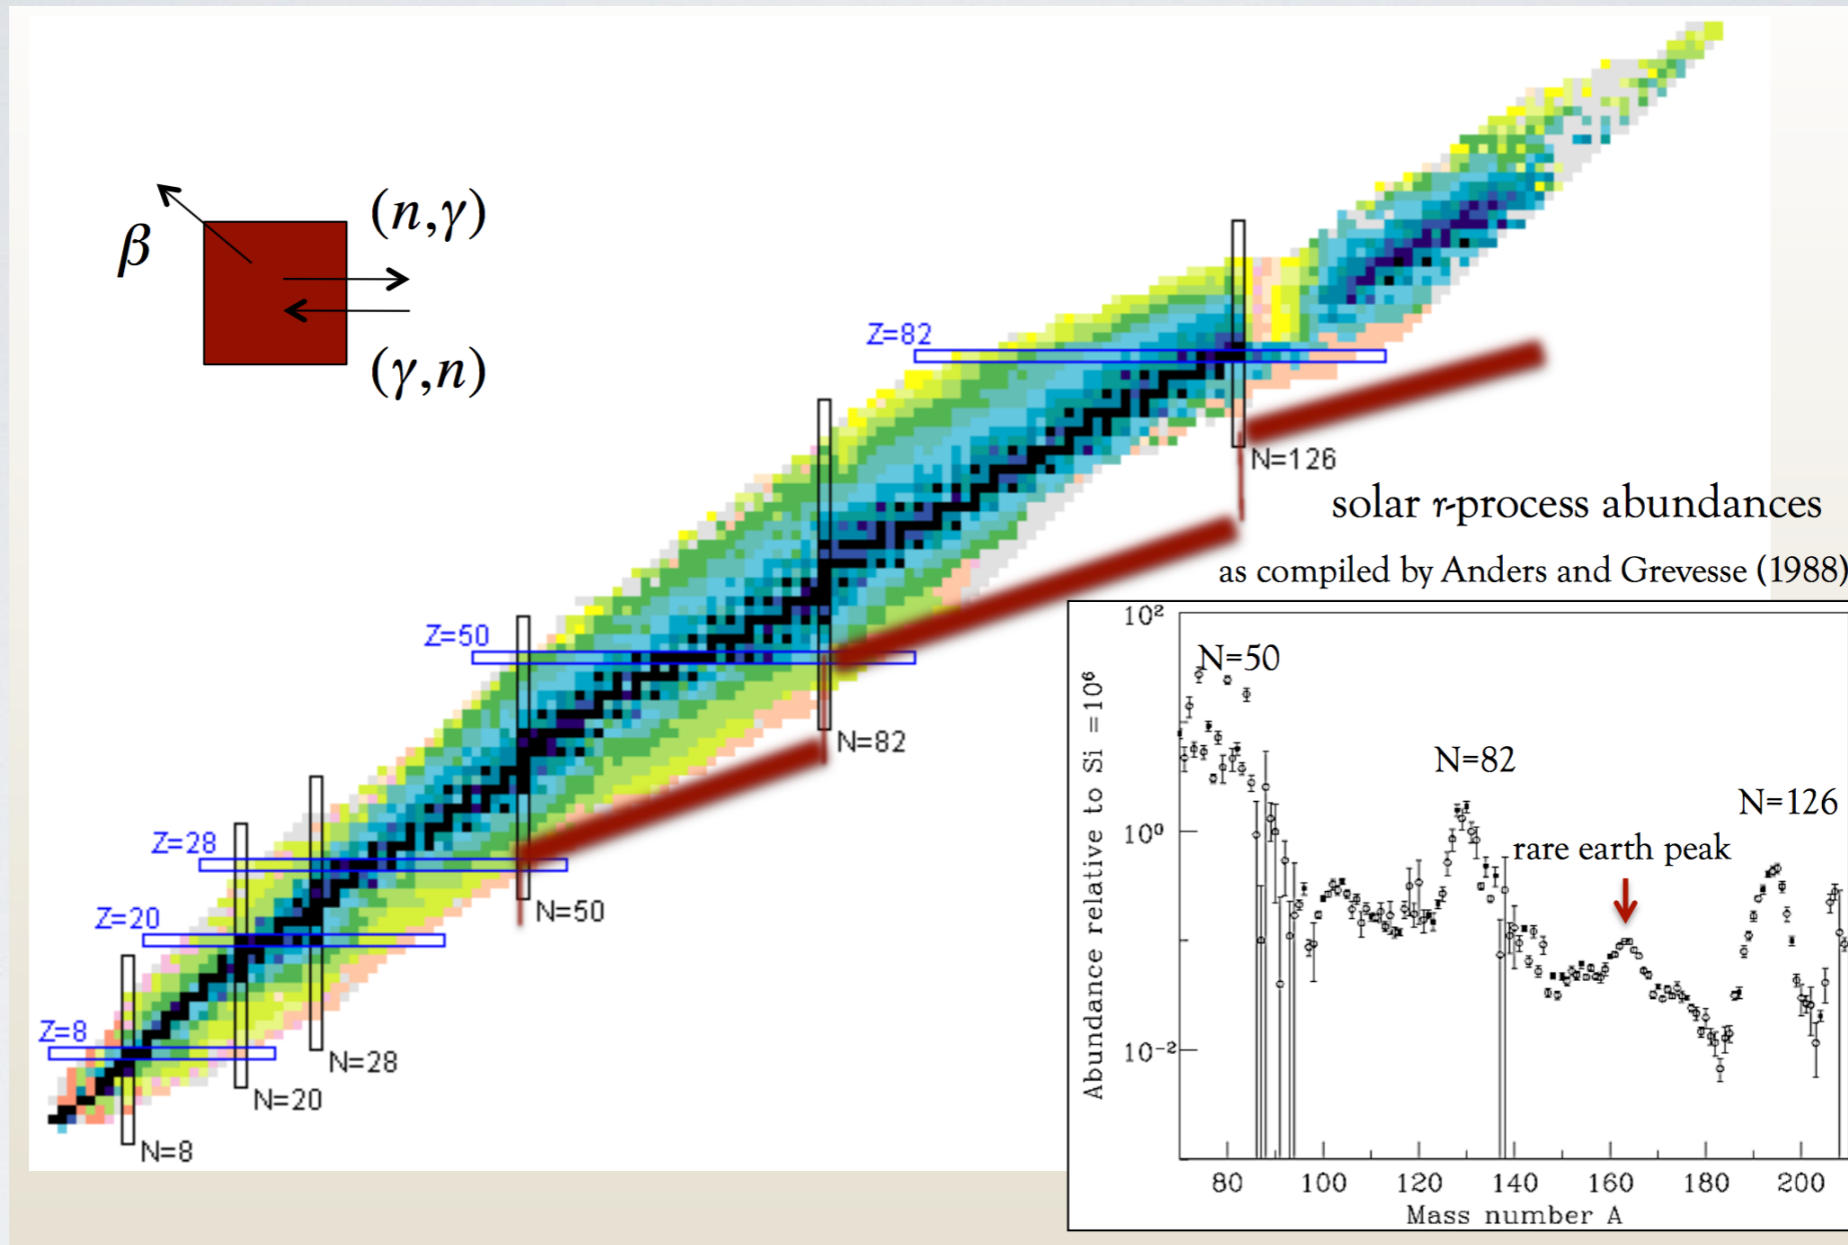 β
(n,γ)
(γ,n)
Z=82
N=126
solar r-process abundances
as compiled by Anders and Grevesse (1988)
Z=50
N=82
Z=28
N=50
Z=20
N=28
Z=8
N=20
N=8
10²
10⁰
10⁻²
Abundance relative to Si =10⁶
N=50
N=82
N=126
rare earth peak
80 100 120 140 160 180 200
Mass number A